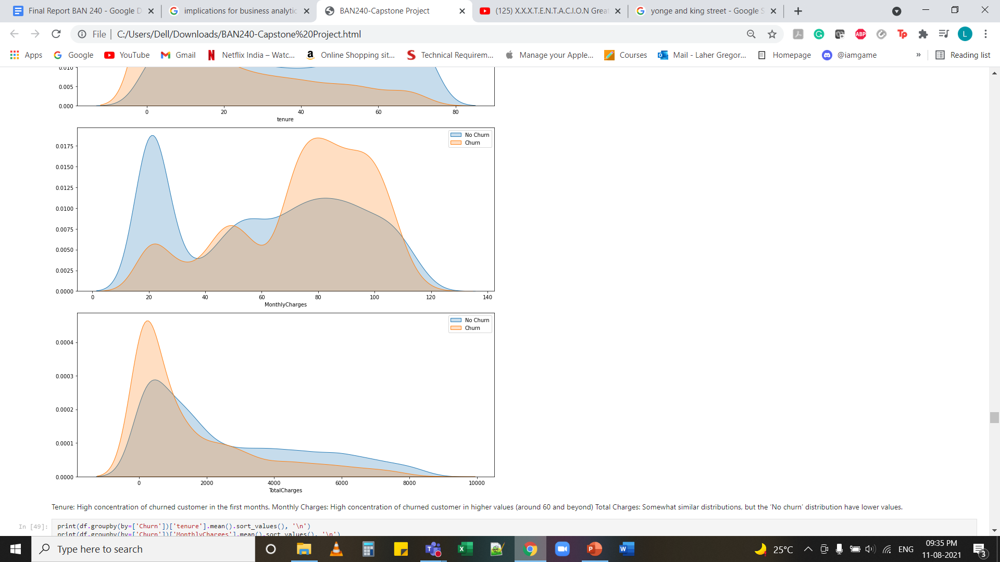 Final Report BAN 240 - Google D
implications for business analytic
BAN240-Capstone Project
(125) X.X.X.T.E.N.T.A.C.I.O.N Grea
yonge and king street - Google S
File
C:/Users/Dell/Downloads/BAN240-Capstone%20Project.html
ABP
L
Apps
Google
YouTube
Gmail
Netflix India – Watc...
Online Shopping sit...
Technical Requirem...
Manage your Apple...
Courses
Mail - Laher Gregor...
Homepage
@iamgame
»
Reading list
0.010
0.005
0.000
0 20 40 60 80
tenure
No Churn
Churn
0.0175
0.0150
0.0125
0.0100
0.0075
0.0050
0.0025
0.0000
0 20 40 60 80 100 120 140
MonthlyCharges
No Churn
Churn
0.0004
0.0003
0.0002
0.0001
0.0000
0 2000 4000 6000 8000 10000
TotalCharges
Tenure: High concentration of churned customer in the first months. Monthly Charges: High concentration of churned customer in higher values (around 60 and beyond) Total Charges: Somewhat similar distributions, but the ‘No churn’ distribution have lower values.
In [49]:
print(df.groupby(by=['Churn'])['tenure'].mean().sort_values(), '\n')
print(df.groupby(by=['Churn'])['MonthlyCharges'].mean().sort_values(), '\n')
Type here to search
25°C
ENG
09:35 PM
11-08-2021
3